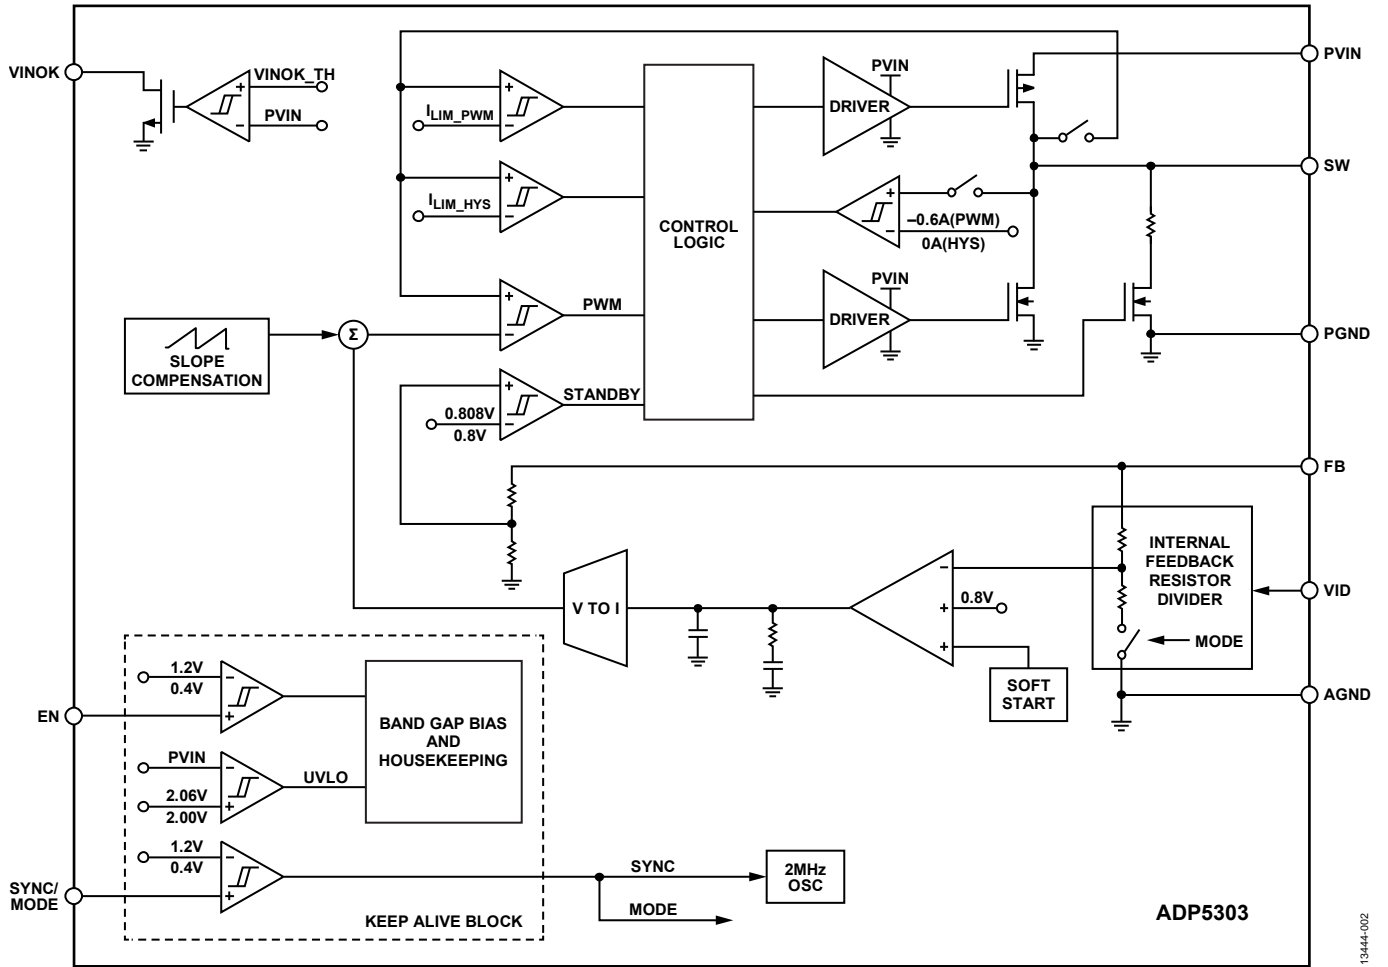 VINOK
VINOK_TH
PVIN
I_LIM_PWM
I_LIM_HYS
PWM
SLOPE
COMPENSATION
Σ
STANDBY
0.808V
0.8V
CONTROL
LOGIC
PVIN
DRIVER
–0.6A(PWM)
0A(HYS)
PVIN
DRIVER
PVIN
SW
PGND
FB
INTERNAL
FEEDBACK
RESISTOR
DIVIDER
MODE
VID
AGND
V TO I
0.8V
SOFT
START
EN
1.2V
0.4V
PVIN
2.06V
2.00V
UVLO
BAND GAP BIAS
AND
HOUSEKEEPING
1.2V
0.4V
SYNC/
MODE
KEEP ALIVE BLOCK
SYNC
MODE
2MHz
OSC
ADP5303
13444-002
+
–
+
–
+
–
+
–
+
–
+
–
–
+
+
–
+
–
+
–
+